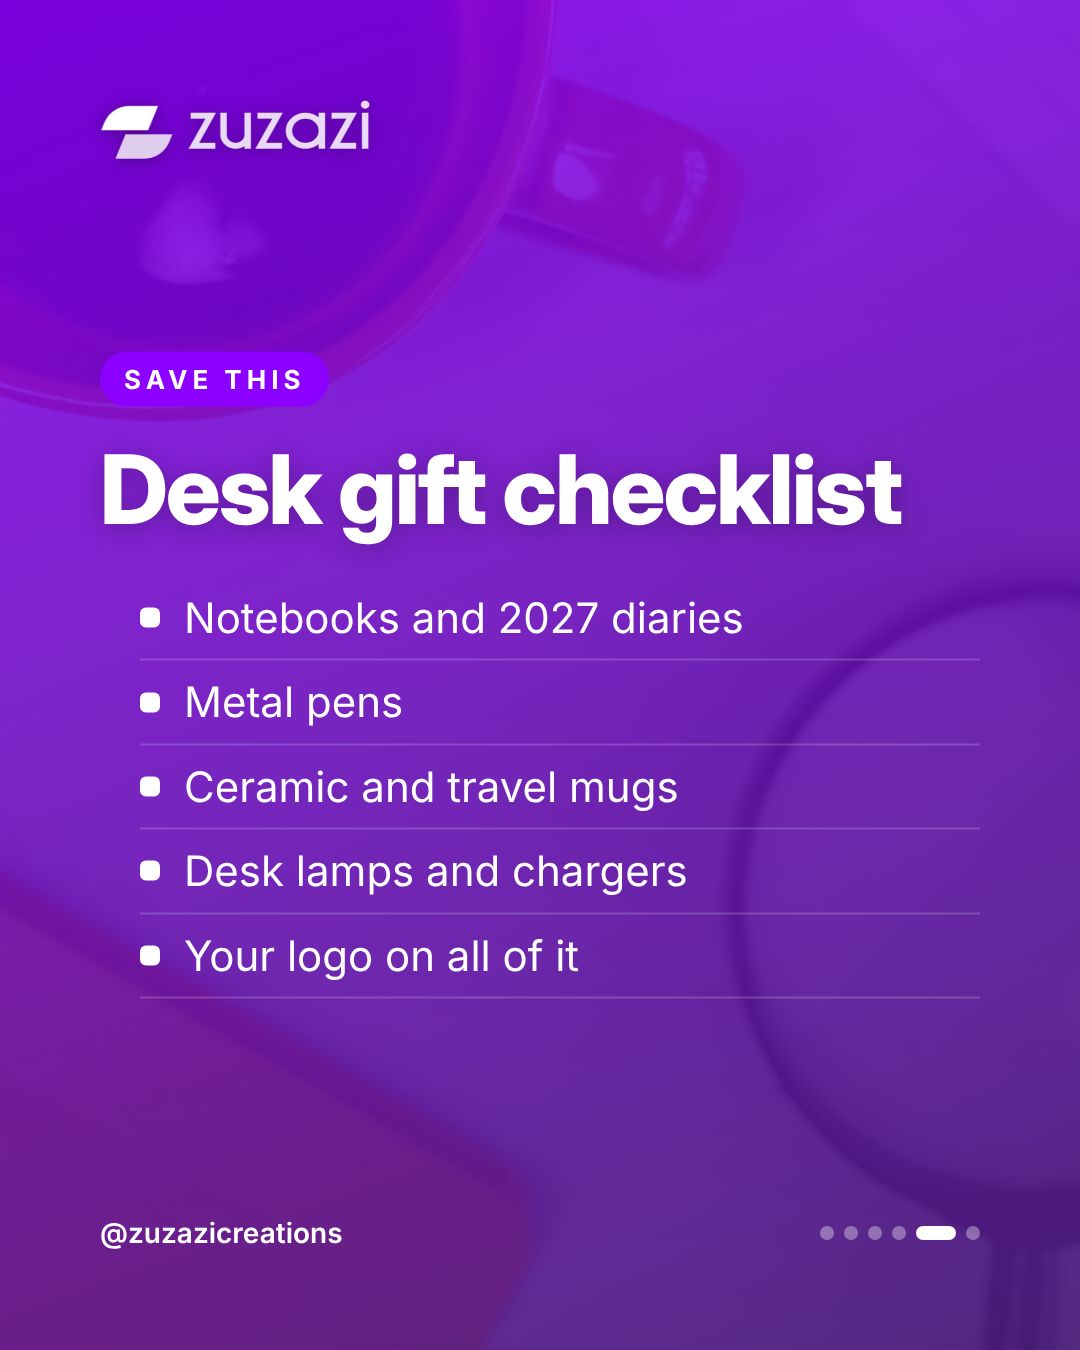 zuzazi
SAVE THIS
Desk gift checklist
Notebooks and 2027 diaries
Metal pens
Ceramic and travel mugs
Desk lamps and chargers
Your logo on all of it
@zuzazicreations